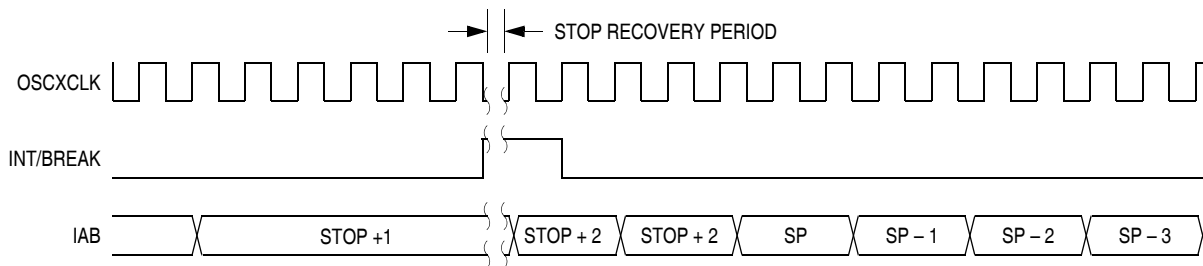 STOP RECOVERY PERIOD
OSCXCLK
INT/BREAK
IAB STOP +1 STOP + 2 STOP + 2 SP SP – 1 SP – 2 SP – 3